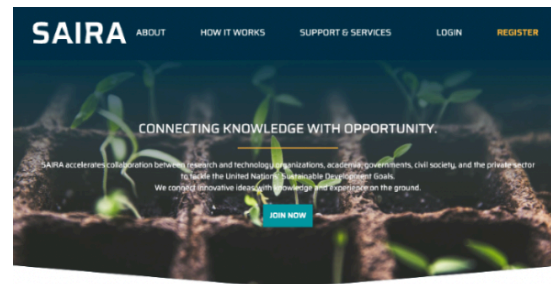 SAIRA ABOUT HOW IT WORKS SUPPORT & SERVICES LOGIN REGISTER
CONNECTING KNOWLEDGE WITH OPPORTUNITY.
SAIRA accelerates collaboration between research and technology organizations, academia, governments, civil society, and the private sector
to tackle the United Nations Sustainable Development Goals.
We connect innovative ideas with knowledge and experience on the ground.
JOIN NOW